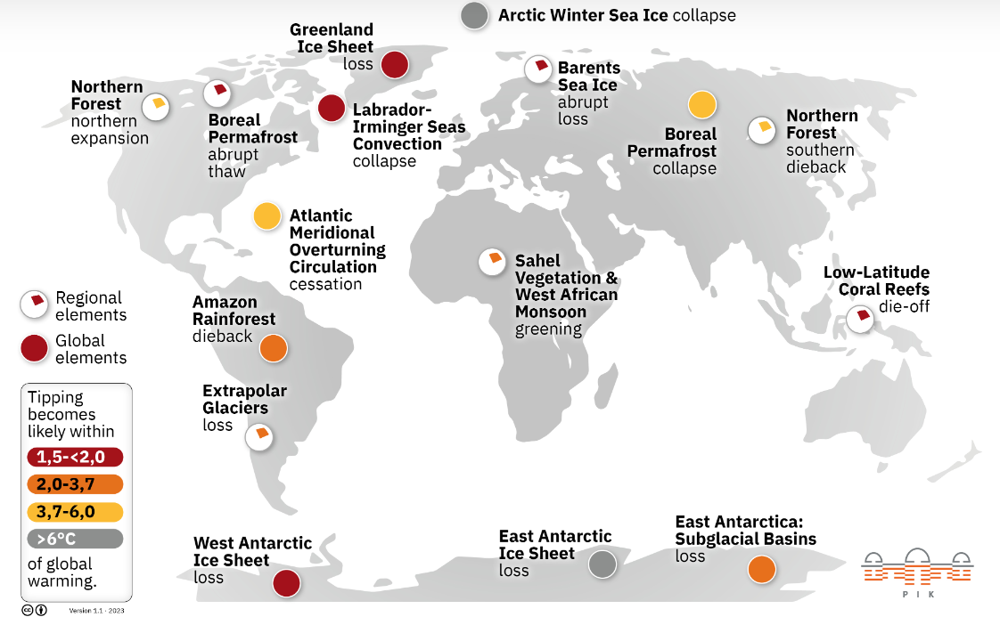 Arctic Winter Sea Ice collapse
Greenland
Ice Sheet
loss
Barents
Sea Ice
abrupt
loss
Northern
Forest
northern
expansion
Boreal
Permafrost
abrupt
thaw
Labrador-
Irminger Seas
Convection
collapse
Boreal
Permafrost
collapse
Northern
Forest
southern
dieback
Atlantic
Meridional
Overturning
Circulation
cessation
Sahel
Vegetation &
West African
Monsoon
greening
Low-Latitude
Coral Reefs
die-off
Regional
elements
Global
elements
Amazon
Rainforest
dieback
Extrapolar
Glaciers
loss
Tipping
becomes
likely within
1,5-<2,0
2,0-3,7
3,7-6,0
>6°C
of global
warming.
West Antarctic
Ice Sheet
loss
East Antarctic
Ice Sheet
loss
East Antarctica:
Subglacial Basins
loss
P I K
cc
Version 1.1 · 2023